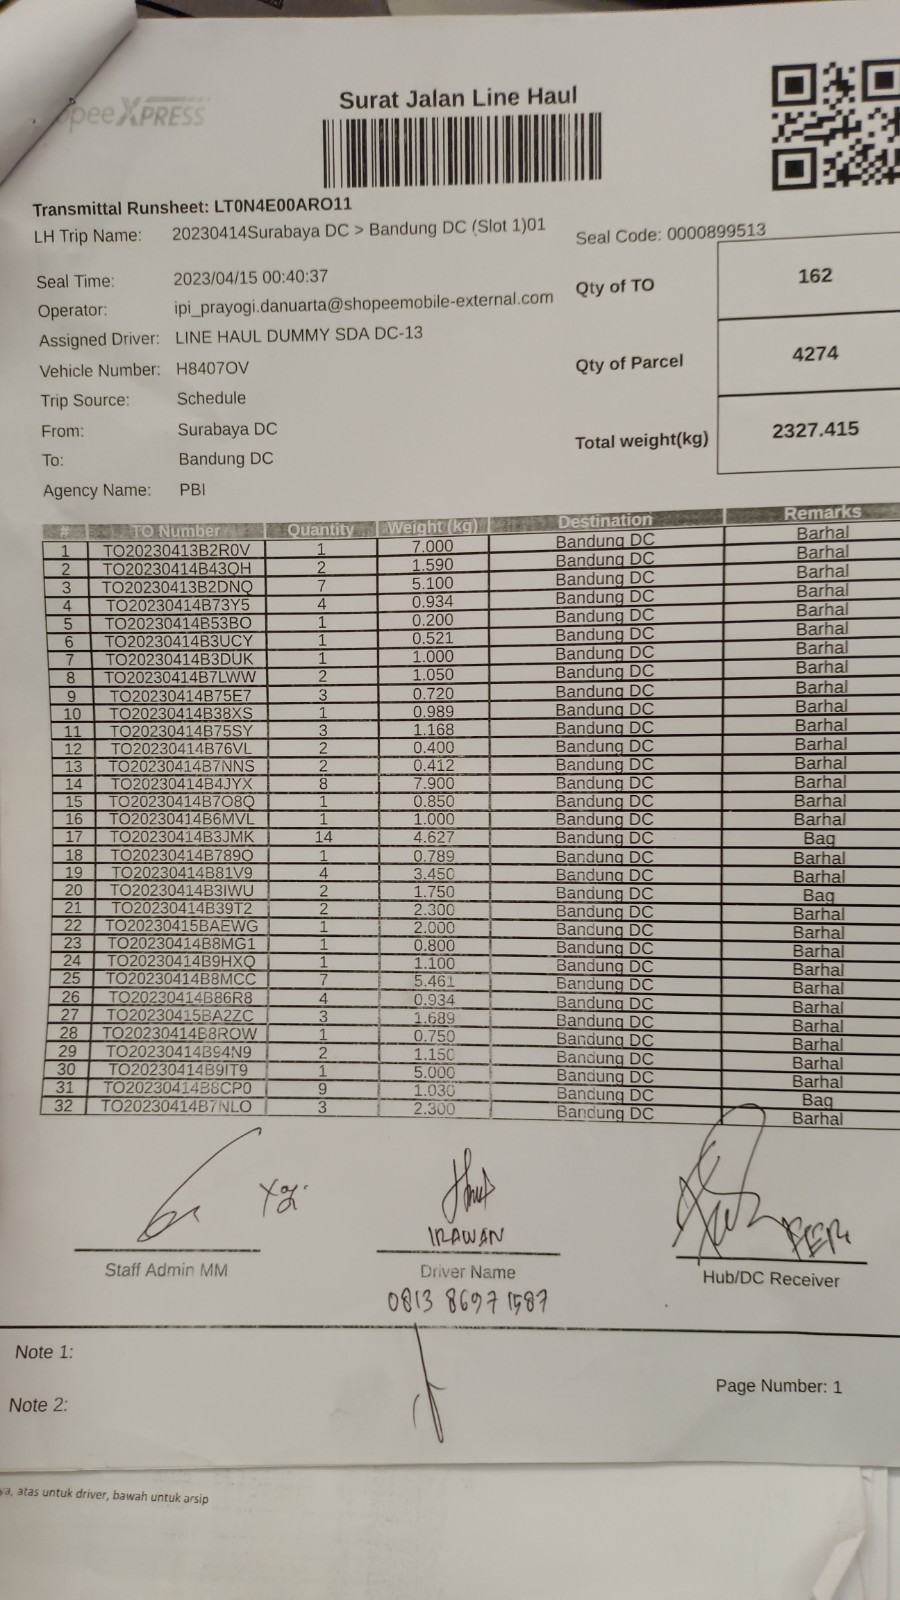 opee XPRESS
Surat Jalan Line Haul
Transmittal Runsheet: LT0N4E00ARO11
LH Trip Name: 20230414Surabaya DC > Bandung DC (Slot 1)01
Seal Code: 0000899513
Seal Time: 2023/04/15 00:40:37
Qty of TO 162
Operator: ipi_prayogi.danuarta@shopeemobile-external.com
Assigned Driver: LINE HAUL DUMMY SDA DC-13
Qty of Parcel 4274
Vehicle Number: H8407OV
Trip Source: Schedule
From: Surabaya DC
Total weight(kg) 2327.415
To: Bandung DC
Agency Name: PBI
# TO Number Quantity Weight (kg) Destination Remarks
1 TO20230413B2R0V 1 7.000 Bandung DC Barhal
2 TO20230414B43QH 2 1.590 Bandung DC Barhal
3 TO20230413B2DNQ 7 5.100 Bandung DC Barhal
4 TO20230414B73Y5 4 0.934 Bandung DC Barhal
5 TO20230414B53BO 1 0.200 Bandung DC Barhal
6 TO20230414B3UCY 1 0.521 Bandung DC Barhal
7 TO20230414B3DUK 1 1.000 Bandung DC Barhal
8 TO20230414B7LWW 2 1.050 Bandung DC Barhal
9 TO20230414B75E7 3 0.720 Bandung DC Barhal
10 TO20230414B38XS 1 0.989 Bandung DC Barhal
11 TO20230414B75SY 3 1.168 Bandung DC Barhal
12 TO20230414B76VL 2 0.400 Bandung DC Barhal
13 TO20230414B7NNS 2 0.412 Bandung DC Barhal
14 TO20230414B4JYX 8 7.900 Bandung DC Barhal
15 TO20230414B7O8Q 1 0.850 Bandung DC Barhal
16 TO20230414B6MVL 1 1.000 Bandung DC Barhal
17 TO20230414B3JMK 14 4.627 Bandung DC Bag
18 TO20230414B789O 1 0.789 Bandung DC Barhal
19 TO20230414B81V9 4 3.450 Bandung DC Barhal
20 TO20230414B3IWU 2 1.750 Bandung DC Bag
21 TO20230414B39T2 2 2.300 Bandung DC Barhal
22 TO20230415BAEWG 1 2.000 Bandung DC Barhal
23 TO20230414B8MG1 1 0.800 Bandung DC Barhal
24 TO20230414B9HXQ 1 1.100 Bandung DC Barhal
25 TO20230414B8MCC 7 5.461 Bandung DC Barhal
26 TO20230414B86R8 4 0.934 Bandung DC Barhal
27 TO20230415BA2ZC 3 1.689 Bandung DC Barhal
28 TO20230414B8ROW 1 0.750 Bandung DC Barhal
29 TO20230414B94N9 2 1.150 Bandung DC Barhal
30 TO20230414B9IT9 1 5.000 Bandung DC Barhal
31 TO20230414B8CP0 9 1.030 Bandung DC Bag
32 TO20230414B7NLO 3 2.300 Bandung DC Barhal
IRAWAN
Staff Admin MM Driver Name Hub/DC Receiver
0813 8697 1587
Note 1:
Page Number: 1
Note 2:
ya, atas untuk driver, bawah untuk arsip